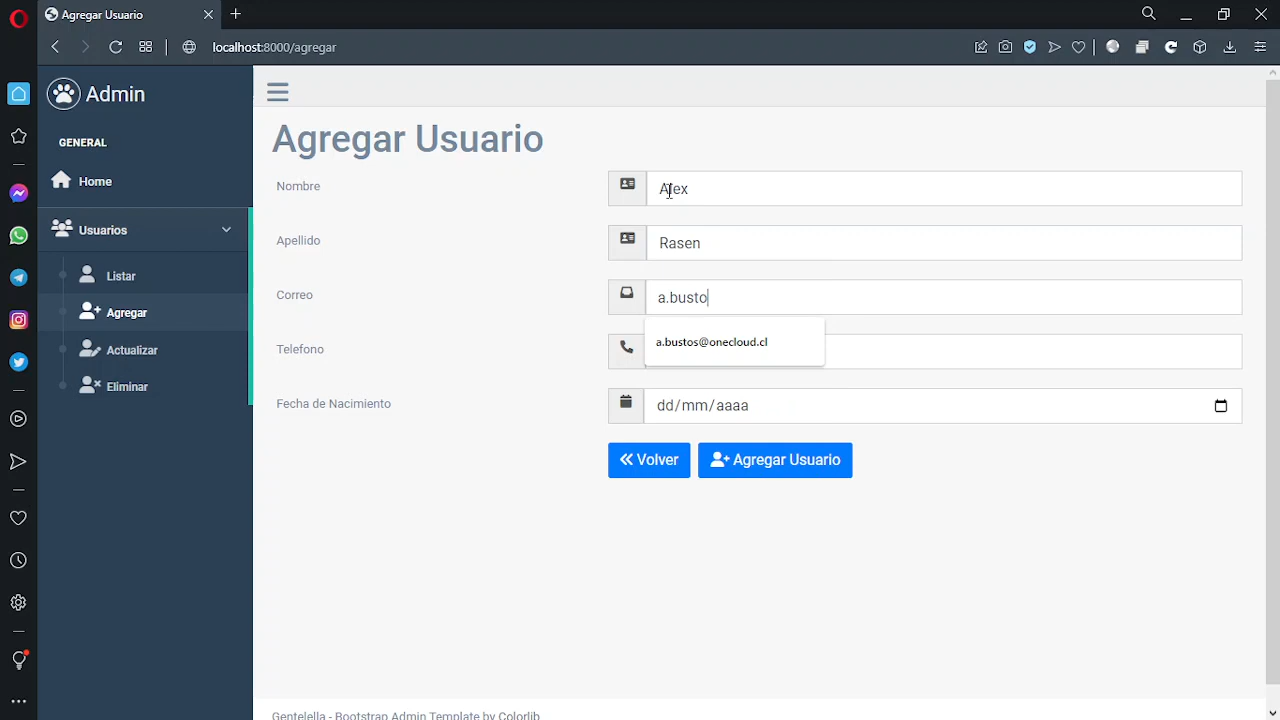 Agregar Usuario
localhost:8000/agregar
Admin
GENERAL
Home
Usuarios
Listar
Agregar
Actualizar
Eliminar
Agregar Usuario
Nombre
Alex
Apellido
Rasen
Correo
a.busto
a.bustos@onecloud.cl
Telefono
Fecha de Nacimiento
dd/mm/aaaa
Volver
Agregar Usuario
Gentelella - Bootstrap Admin Template by Colorlib